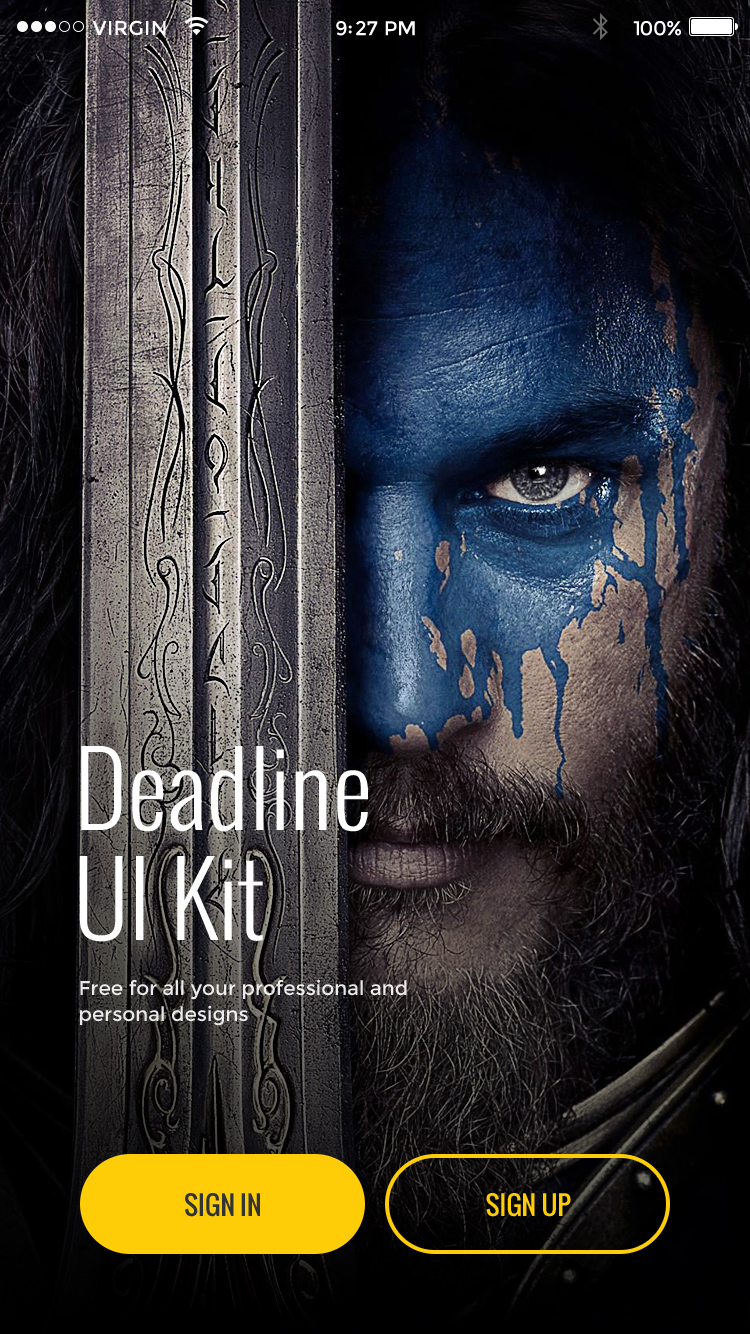 VIRGIN 9:27 PM 100%
Deadline
UI Kit
Free for all your professional and
personal designs
SIGN IN SIGN UP